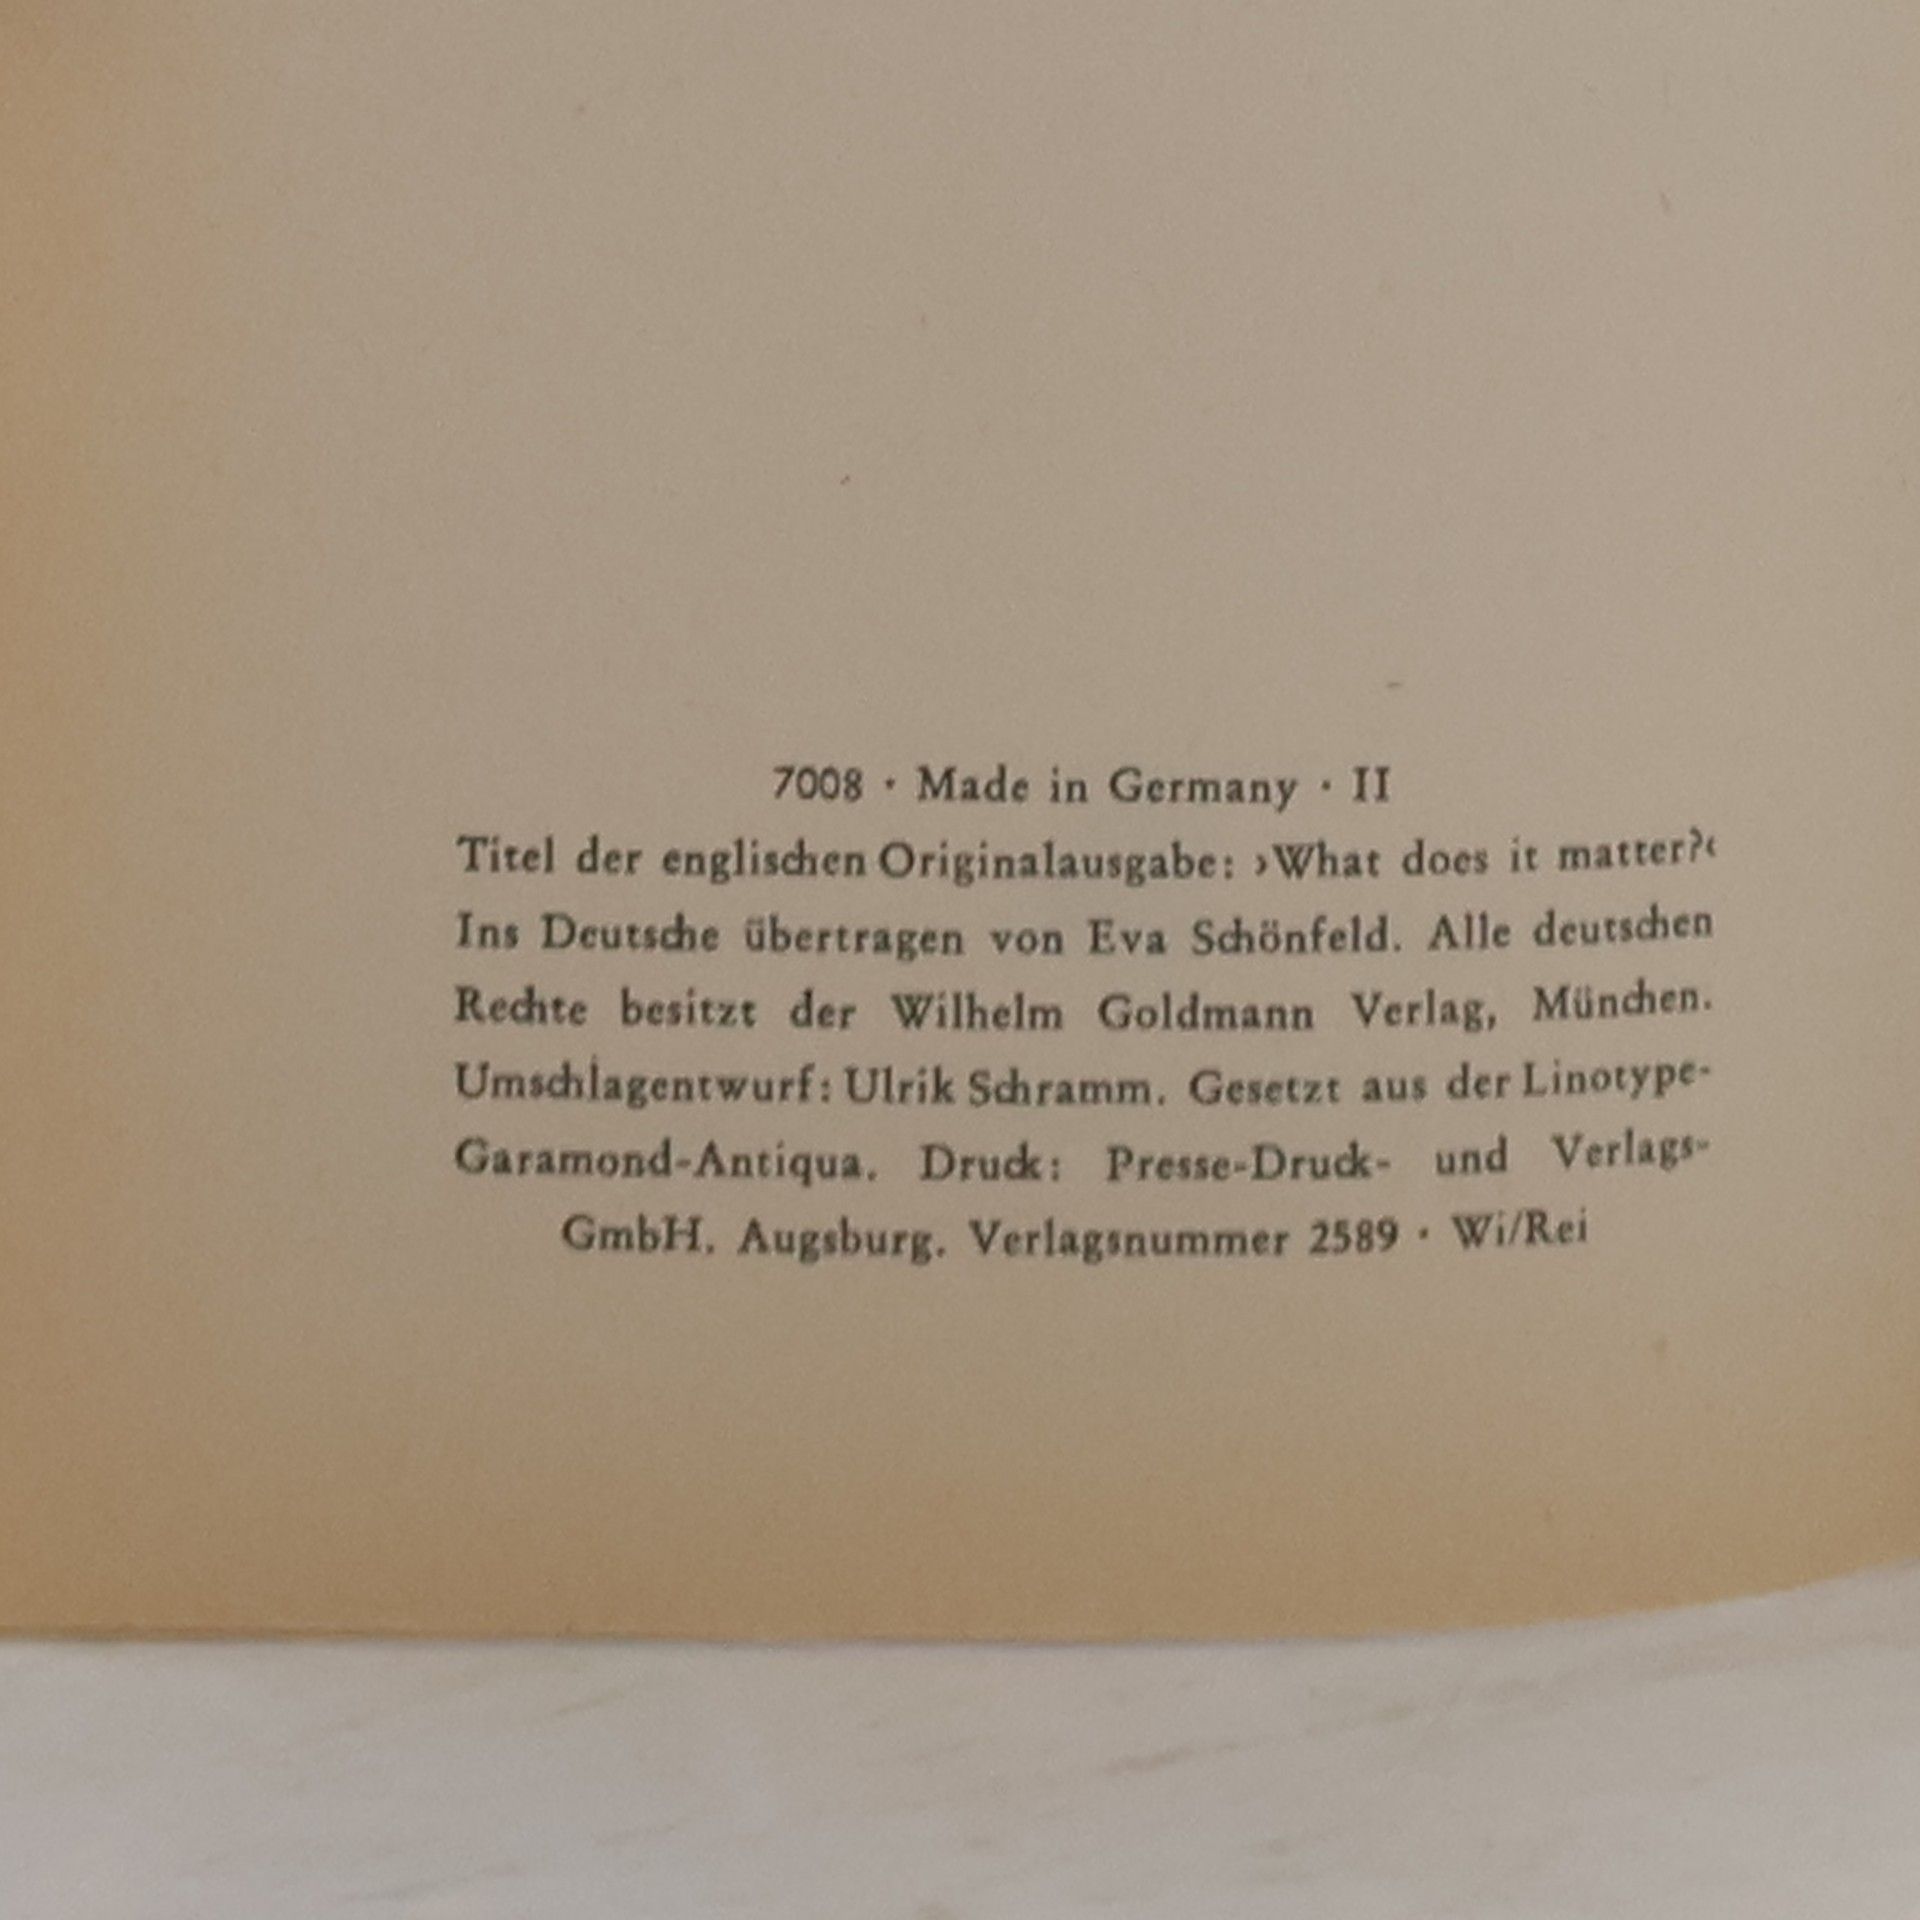 7008 · Made in Germany · II
Titel der englischen Originalausgabe: ›What does it matter?‹
Ins Deutsche übertragen von Eva Schönfeld. Alle deutschen
Rechte besitzt der Wilhelm Goldmann Verlag, München.
Umschlagentwurf: Ulrik Schramm. Gesetzt aus der Linotype-
Garamond-Antiqua. Druck: Presse-Druck- und Verlags-
GmbH. Augsburg. Verlagsnummer 2589 · Wi/Rei